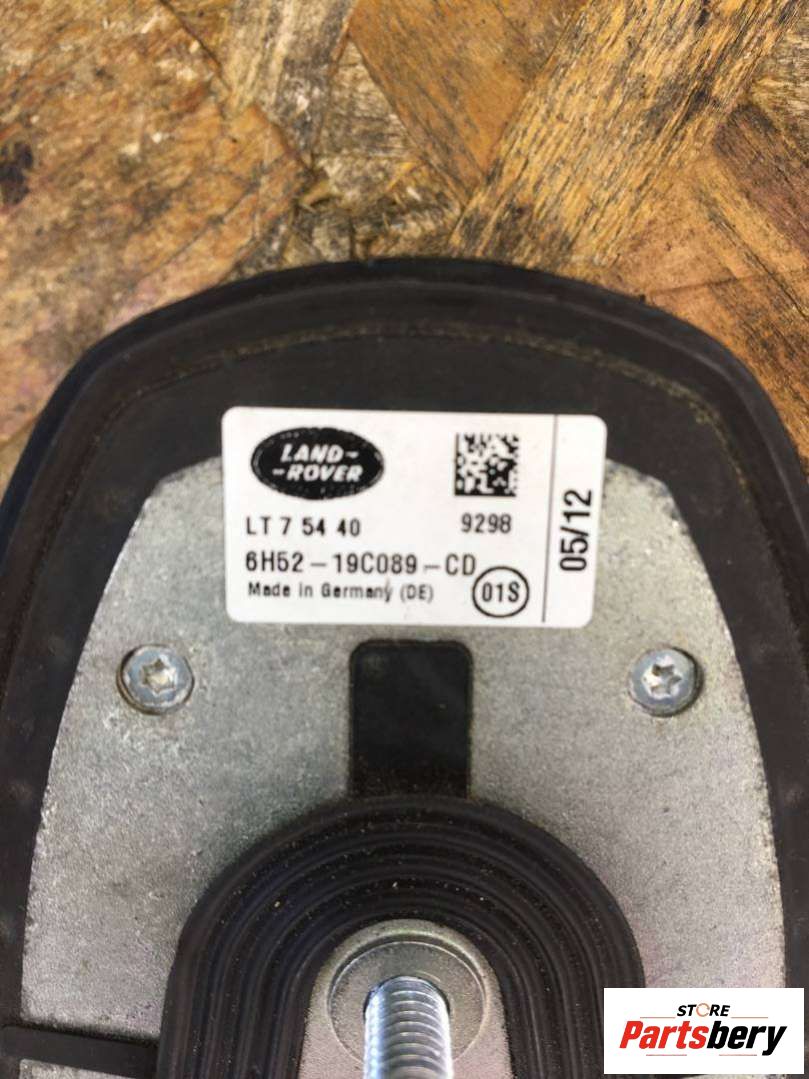 LAND-
-ROVER
LT 7 54 40
9298
6H52-19C089-CD
Made in Germany (DE)
01S
05/12
STORE
Partsbery